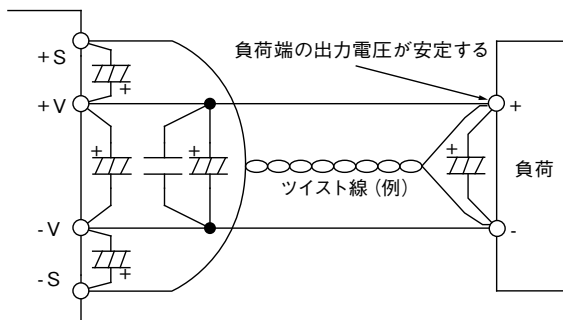 負荷端の出力電圧が安定する
+S
+
+V
+
+
+
+
負荷
ツイスト線（例）
-V
-
+
-S